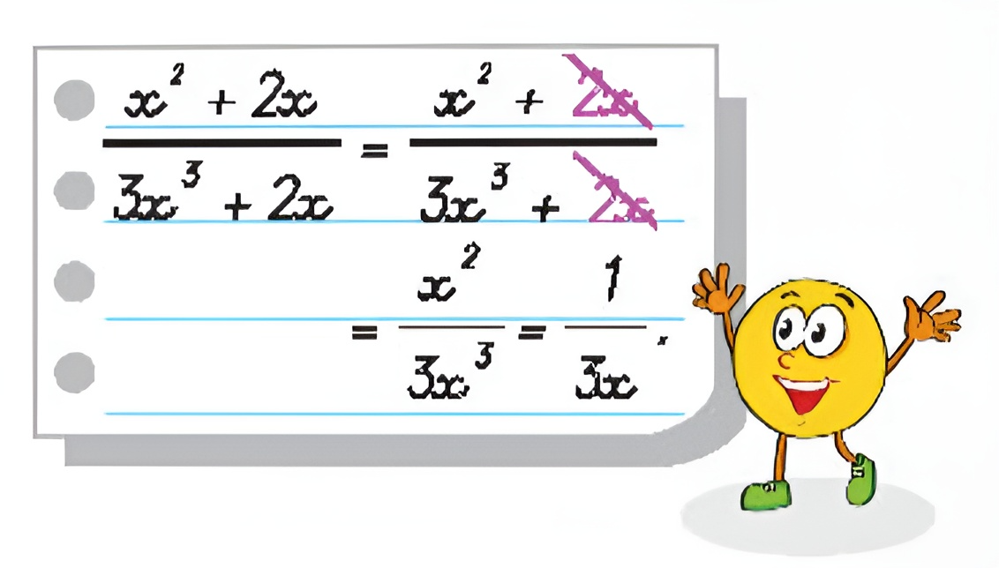 x² + 2x / 3x³ + 2x = x² + 2x / 3x³ + 2x
= x² / 3x³ = 1 / 3x